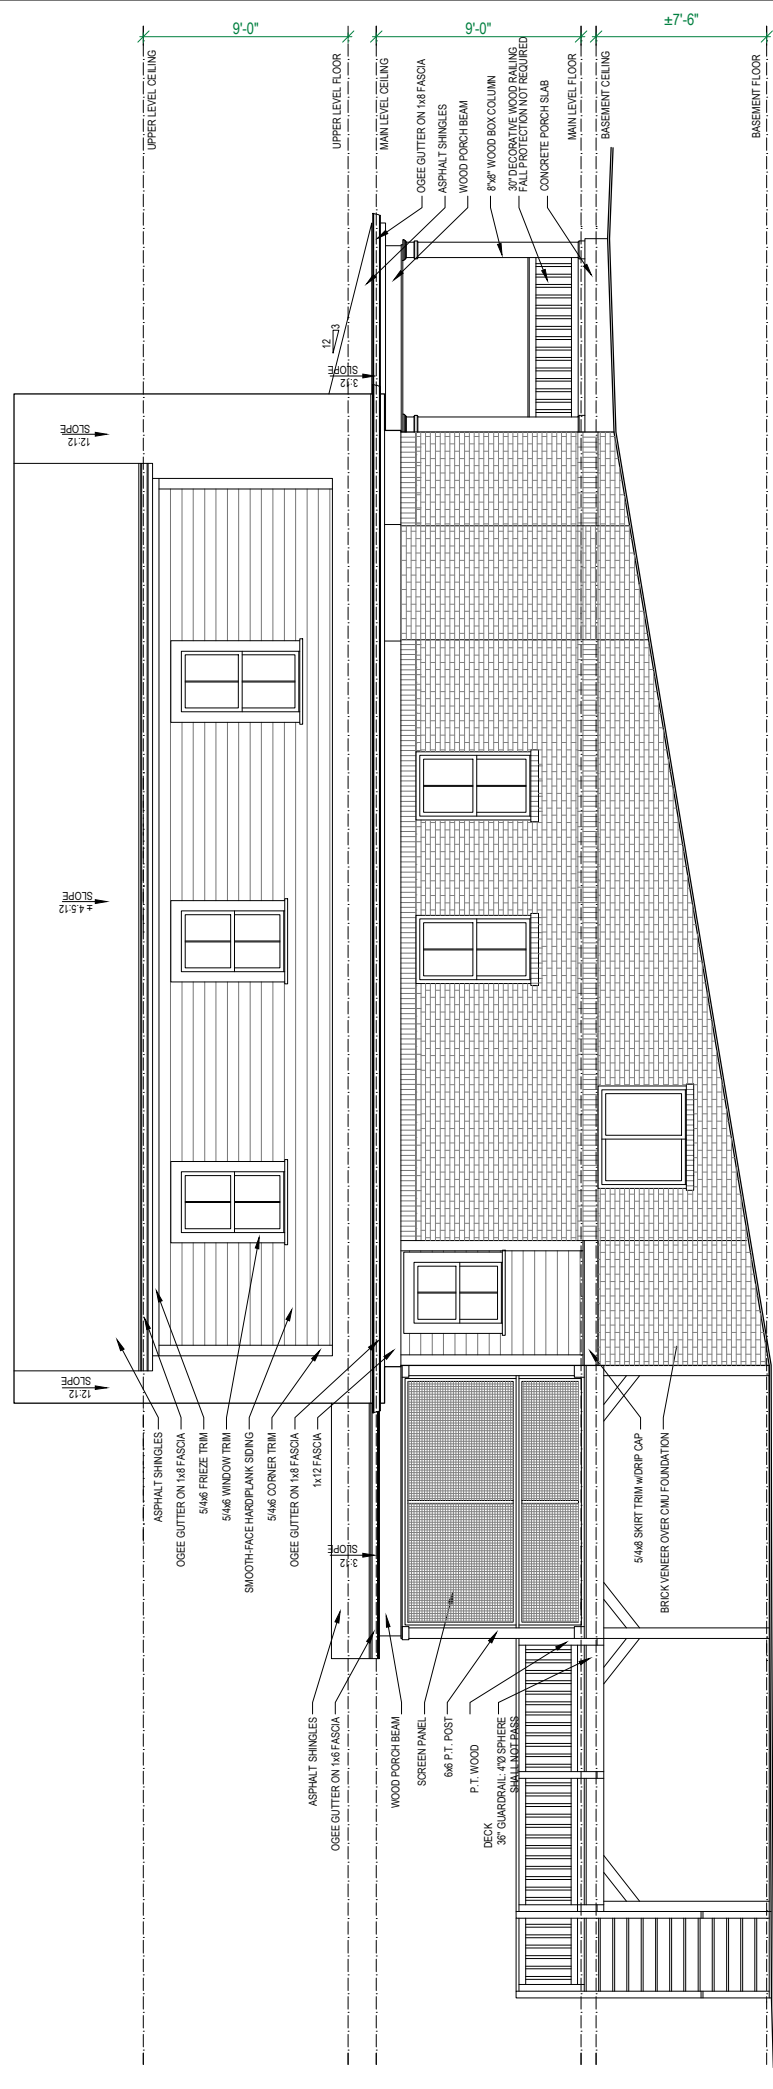 9'-0"
9'-0"
±7'-6"
UPPER LEVEL CEILING
UPPER LEVEL FLOOR
MAIN LEVEL CEILING
MAIN LEVEL FLOOR
BASEMENT CEILING
BASEMENT FLOOR
OGEE GUTTER ON 1x8 FASCIA
ASPHALT SHINGLES
WOOD PORCH BEAM
8"x8" WOOD BOX COLUMN
30" DECORATIVE WOOD RAILING
FALL PROTECTION NOT REQUIRED
CONCRETE PORCH SLAB
12
3
SLOPE
3:12
SLOPE
12:12
SLOPE
± 4.5:12
SLOPE
12:12
SLOPE
3:12
ASPHALT SHINGLES
OGEE GUTTER ON 1x8 FASCIA
5/4x6 FRIEZE TRIM
5/4x6 WINDOW TRIM
SMOOTH-FACE HARDIPLANK SIDING
5/4x6 CORNER TRIM
OGEE GUTTER ON 1x8 FASCIA
1x12 FASCIA
5/4x8 SKIRT TRIM w/DRIP CAP
BRICK VENEER OVER CMU FOUNDATION
ASPHALT SHINGLES
OGEE GUTTER ON 1x6 FASCIA
WOOD PORCH BEAM
SCREEN PANEL
6x6 P.T. POST
P.T. WOOD
DECK
36" GUARDRAIL: 4"Ø SPHERE
SHALL NOT PASS